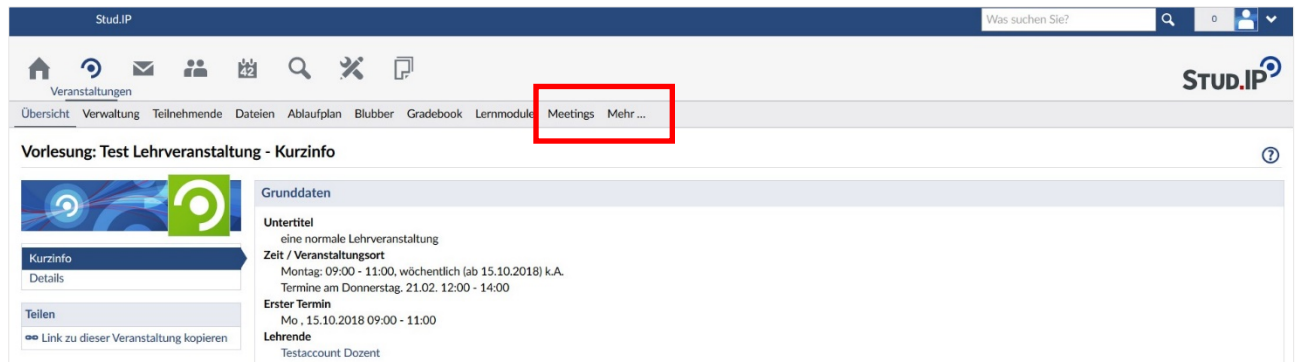 Stud.IP Was suchen Sie? 0
42
Veranstaltungen
STUD.IP
Übersicht Verwaltung Teilnehmende Dateien Ablaufplan Blubber Gradebook Lernmodule Meetings Mehr ...
Vorlesung: Test Lehrveranstaltung - Kurzinfo
Kurzinfo
Details
Teilen
Link zu dieser Veranstaltung kopieren
Grunddaten
Untertitel
eine normale Lehrveranstaltung
Zeit / Veranstaltungsort
Montag: 09:00 - 11:00, wöchentlich (ab 15.10.2018) k.A.
Termine am Donnerstag. 21.02. 12:00 - 14:00
Erster Termin
Mo , 15.10.2018 09:00 - 11:00
Lehrende
Testaccount Dozent